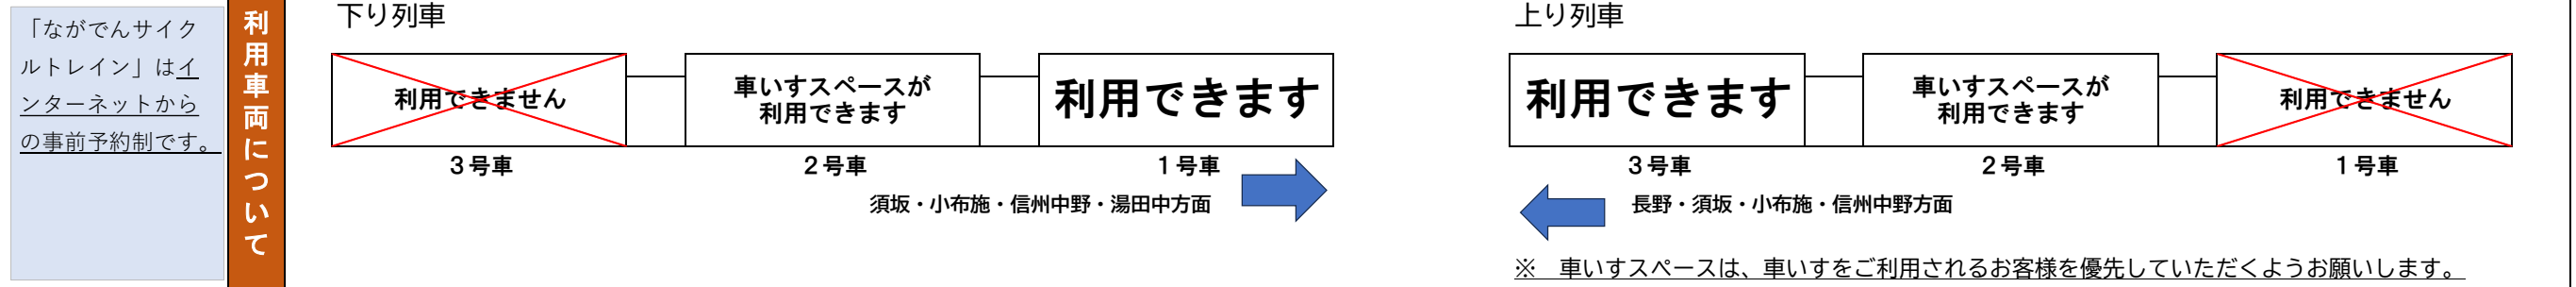 「ながでんサイク
ルトレイン」はイ
ンターネットから
の事前予約制です。
利用車両について
下り列車
利用できません
車いすスペースが
利用できます
利用できます
３号車
２号車
１号車
須坂・小布施・信州中野・湯田中方面
上り列車
利用できます
車いすスペースが
利用できます
利用できません
３号車
２号車
１号車
長野・須坂・小布施・信州中野方面
※　車いすスペースは、車いすをご利用されるお客様を優先していただくようお願いします。